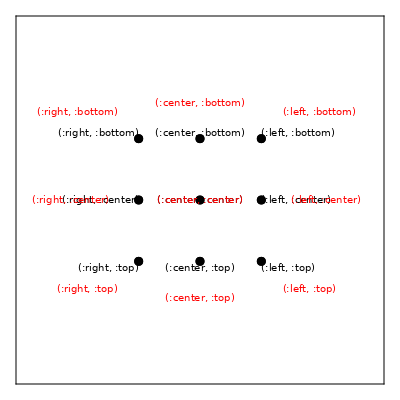 (:center, :bottom)
(:right, :bottom) (:left, :bottom)
(:right, :bottom) (:center, :bottom) (:left, :bottom)
(:right, :center) (:right, :center) (:center, :center) (:center, :center) (:left, :center) (:left, :center)
(:right, :top) (:center, :top) (:left, :top)
(:right, :top) (:left, :top)
(:center, :top)